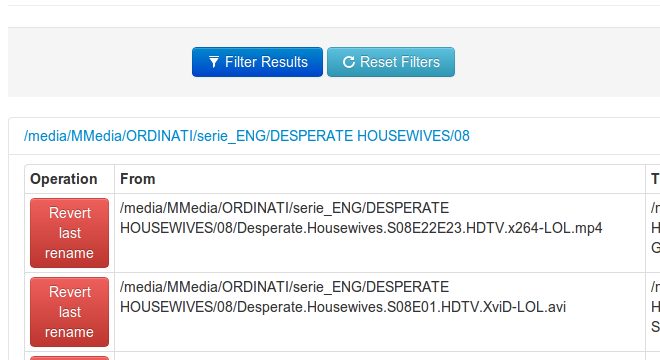 Filter Results Reset Filters
/media/MMedia/ORDINATI/serie_ENG/DESPERATE HOUSEWIVES/08
Operation From T
Revert last rename
/media/MMedia/ORDINATI/serie_ENG/DESPERATE
HOUSEWIVES/08/Desperate.Housewives.S08E22E23.HDTV.x264-LOL.mp4
Revert last rename
/media/MMedia/ORDINATI/serie_ENG/DESPERATE
HOUSEWIVES/08/Desperate.Housewives.S08E01.HDTV.XviD-LOL.avi